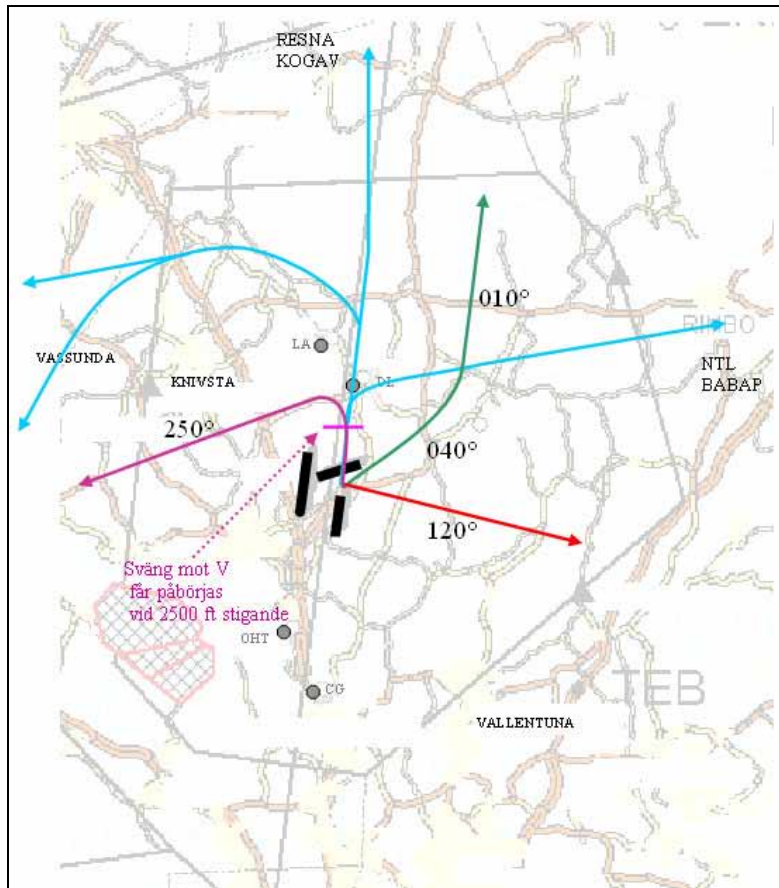 RESNA
KOGAV
010°
RIMBO
LA
VASSUNDA
KNIVSTA
DL
NTL
BABAP
250°
040°
120°
Sväng mot V
får påbörjas
vid 2500 ft stigande
OHT
CG
TEB
VALLENTUNA